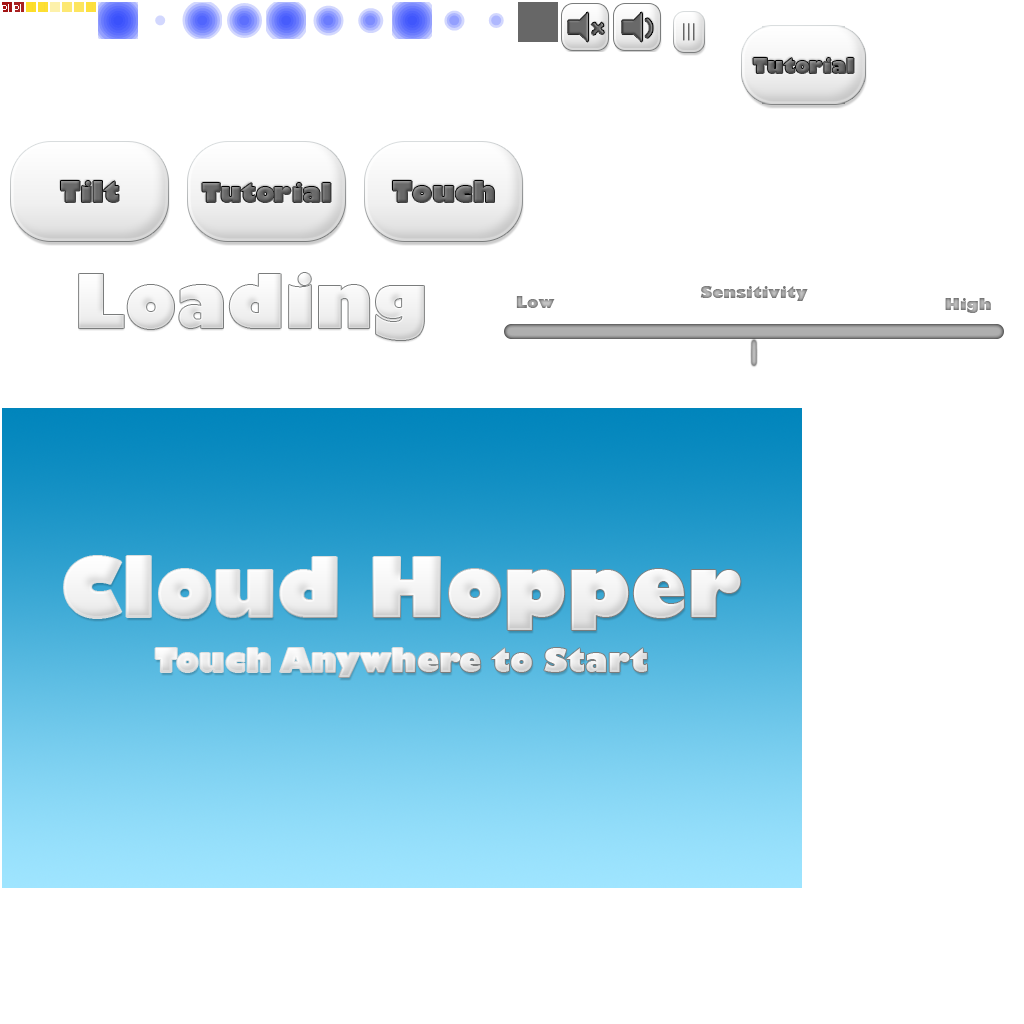 Tutorial
Tilt
Tutorial
Touch
Loading
Sensitivity
Low
High
Cloud Hopper
Touch Anywhere to Start